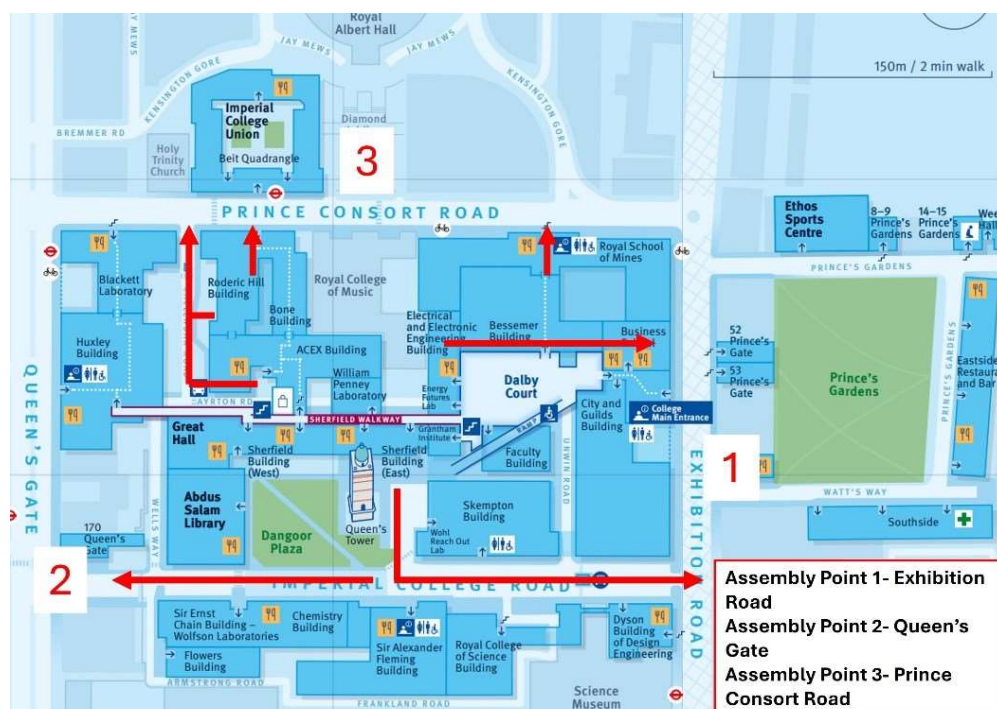 Royal
Albert Hall
JAY MEWS
JAY MEWS
KENSINGTON GORE
KENSINGTON GORE
150m / 2 min walk
BREMMER RD
Imperial
College
Union
Beit Quadrangle
Holy
Trinity
Church
Diamond
3
PRINCE CONSORT ROAD
Ethos
Sports
Centre
8–9
Prince's
Gardens
14–15
Prince's
Gardens
PRINCE'S GARDENS
Blackett
Laboratory
Roderic Hill
Building
Bone
Building
Royal College
of Music
Royal School
of Mines
Electrical and Electronic
Engineering
Building
Bessemer
Building
Business
Huxley
Building
ACEX Building
William
Penney
Laboratory
Energy
Futures
Lab
Dalby
Court
52
Prince's
Gate
53
Prince's
Gate
Prince's
Gardens
PRINCE'S GARDENS
Eastside
Restaura
and Bar
QUEEN'S GATE
AYRTON RD
SHERFIELD WALKWAY
Great
Hall
Sherfield
Building
(West)
Sherfield
Building
(East)
Grantham
Institute
RAMP
City and
Guilds
Building
College
Main Entrance
Faculty
Building
UNWIN ROAD
EXHIBITION ROAD
1
WATT'S WAY
Southside
Abdus
Salam
Library
WELLS WAY
Dangoor
Plaza
Queen's
Tower
Skempton
Building
Wohl
Reach Out
Lab
170
Queen's
Gate
2
IMPERIAL COLLEGE ROAD
Sir Ernst
Chain Building –
Wolfson Laboratories
Chemistry
Building
Flowers
Building
Sir Alexander
Fleming
Building
Royal College
of Science
Building
Dyson
Building
of Design
Engineering
ARMSTRONG ROAD
FRANKLAND ROAD
Science
Museum
Assembly Point 1- Exhibition
Road
Assembly Point 2- Queen's
Gate
Assembly Point 3- Prince
Consort Road